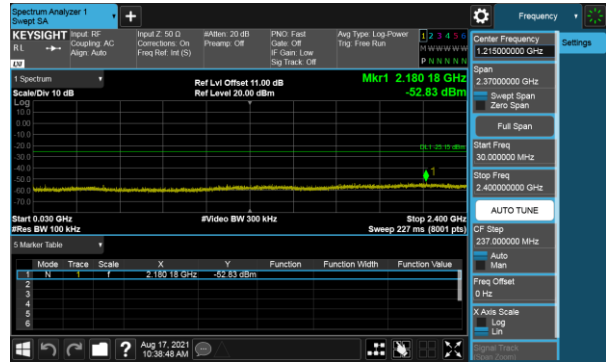 Spectrum Analyzer 1
Swept SA
+
Frequency
KEYSIGHT
RL
Input: RF
Coupling: AC
Align: Auto
Input Z: 50 Ω
Corrections: On
Freq Ref: Int (S)
#Atten: 20 dB
Preamp: Off
PNO: Fast
Gate: Off
IF Gain: Low
Sig Track: Off
Avg Type: Log-Power
Trig: Free Run
1 2 3 4 5 6
M W W W W W
P N N N N N
Center Frequency
1.215000000 GHz
Settings
Span
2.37000000 GHz
Swept Span
Zero Span
Full Span
Start Freq
30.000000 MHz
Stop Freq
2.400000000 GHz
AUTO TUNE
CF Step
237.000000 MHz
Auto
Man
Freq Offset
0 Hz
X Axis Scale
Log
Lin
Signal Track
(Span Zoom)
1 Spectrum
Scale/Div 10 dB
Ref Lvl Offset 11.00 dB
Ref Level 20.00 dBm
Mkr1 2.180 18 GHz
-52.83 dBm
Log
10.0
0.00
-10.0
-20.0
-30.0
-40.0
-50.0
-60.0
-70.0
DL1 -25.15 dBm
1
Start 0.030 GHz
#Res BW 100 kHz
#Video BW 300 kHz
Stop 2.400 GHz
Sweep 227 ms (8001 pts)
5 Marker Table
Mode Trace Scale X Y Function Function Width Function Value
1 N 1 f 2.180 18 GHz -52.83 dBm
2
3
4
5
6
?
Aug 17, 2021
10:38:48 AM